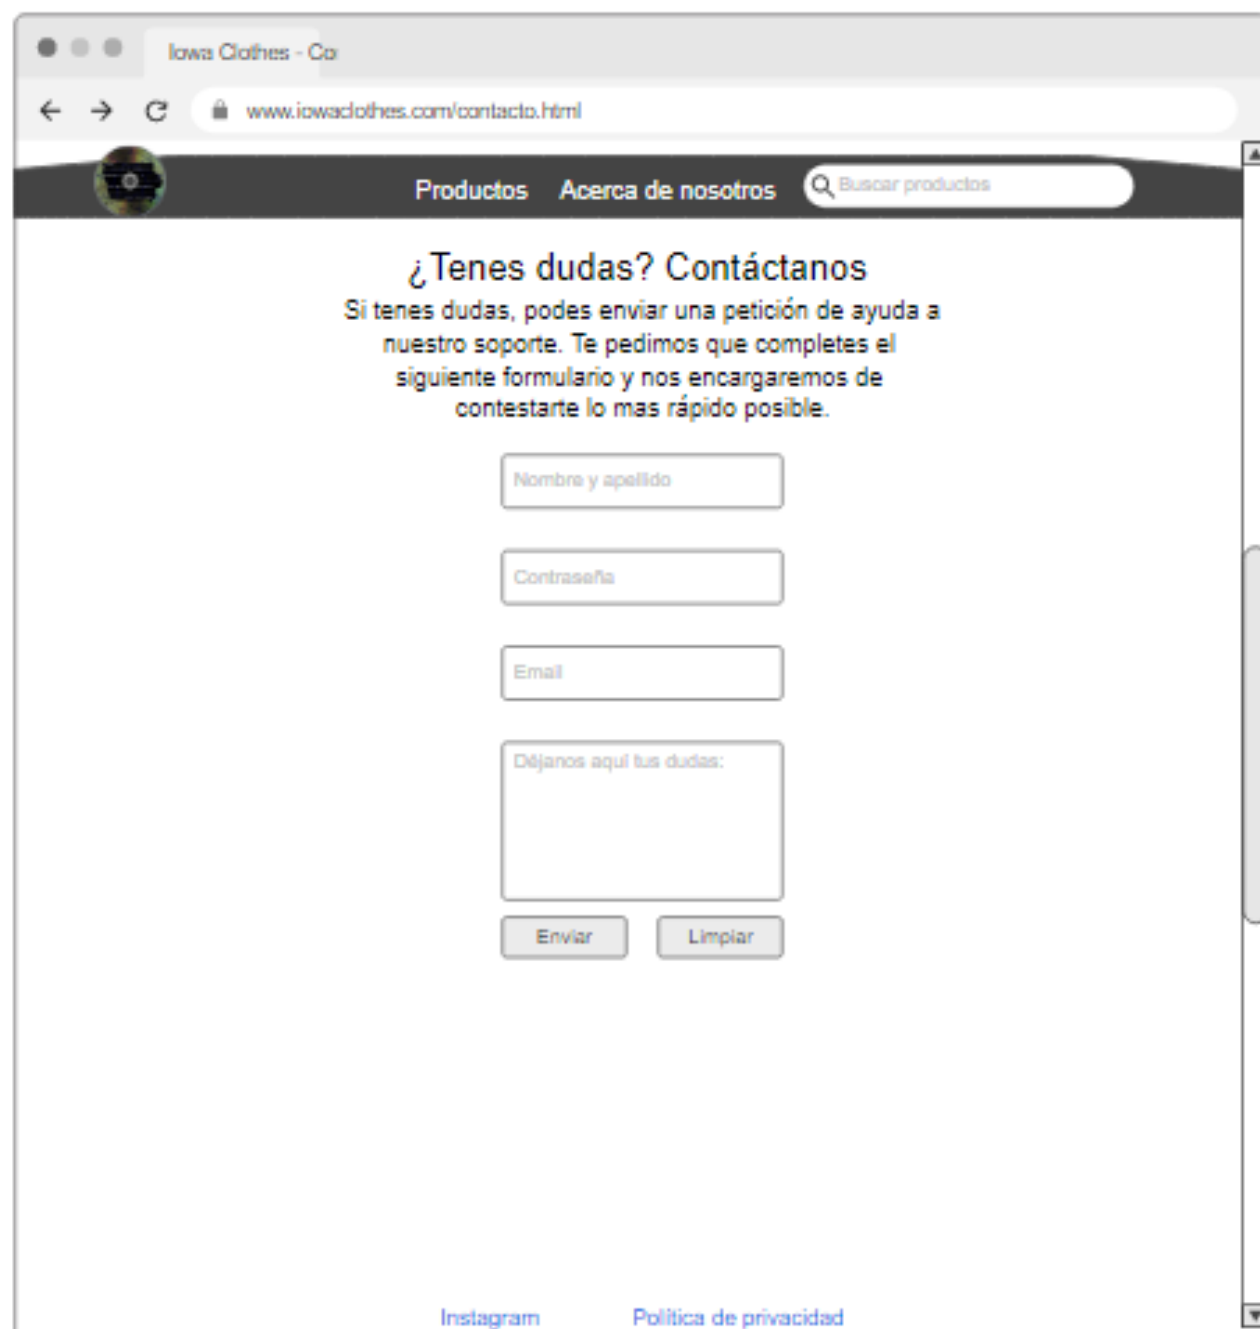 Iowa Clothes - Co
www.iowaclothes.com/contacto.html
Productos Acerca de nosotros Buscar productos
¿Tenes dudas? Contáctanos
Si tenes dudas, podes enviar una petición de ayuda a
nuestro soporte. Te pedimos que completes el
siguiente formulario y nos encargaremos de
contestarte lo mas rápido posible.
Nombre y apellido
Contraseña
Email
Déjanos aquí tus dudas:
Enviar Limpiar
Instagram Política de privacidad